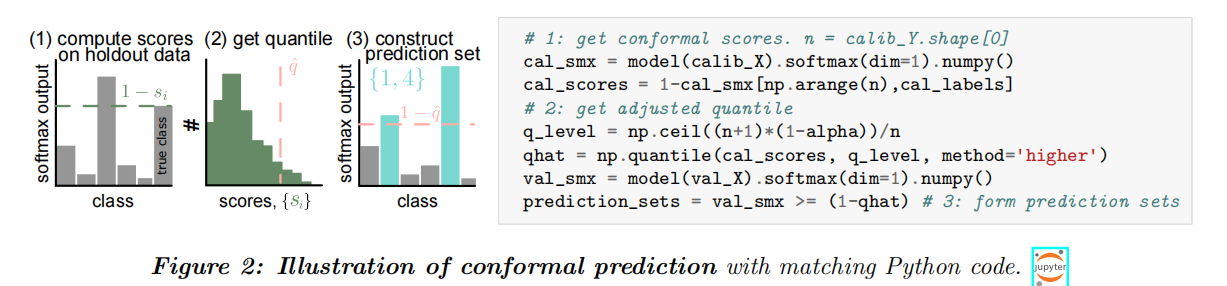 (1) compute scores
on holdout data
softmax output
1 − sᵢ
true class
class
(2) get quantile
#
q̂
scores, {sᵢ}
(3) construct
prediction set
softmax output
{1, 4}
1 − q̂
class
# 1: get conformal scores. n = calib_Y.shape[0]
cal_smx = model(calib_X).softmax(dim=1).numpy()
cal_scores = 1-cal_smx[np.arange(n),cal_labels]
# 2: get adjusted quantile
q_level = np.ceil((n+1)*(1-alpha))/n
qhat = np.quantile(cal_scores, q_level, method='higher')
val_smx = model(val_X).softmax(dim=1).numpy()
prediction_sets = val_smx >= (1-qhat) # 3: form prediction sets
Figure 2: Illustration of conformal prediction with matching Python code.
jupyter